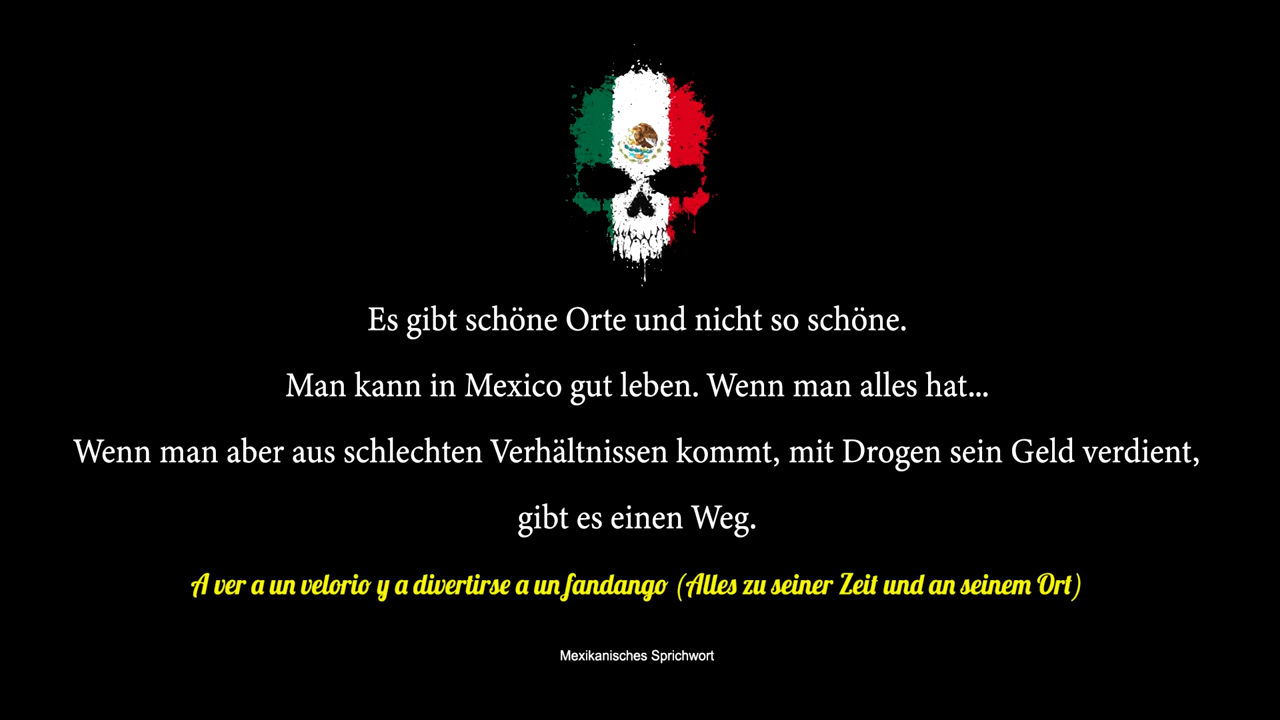 Es gibt schöne Orte und nicht so schöne.
Man kann in Mexico gut leben. Wenn man alles hat...
Wenn man aber aus schlechten Verhältnissen kommt, mit Drogen sein Geld verdient,
gibt es einen Weg.
A ver a un velorio y a divertirse a un fandango (Alles zu seiner Zeit und an seinem Ort)
Mexikanisches Sprichwort